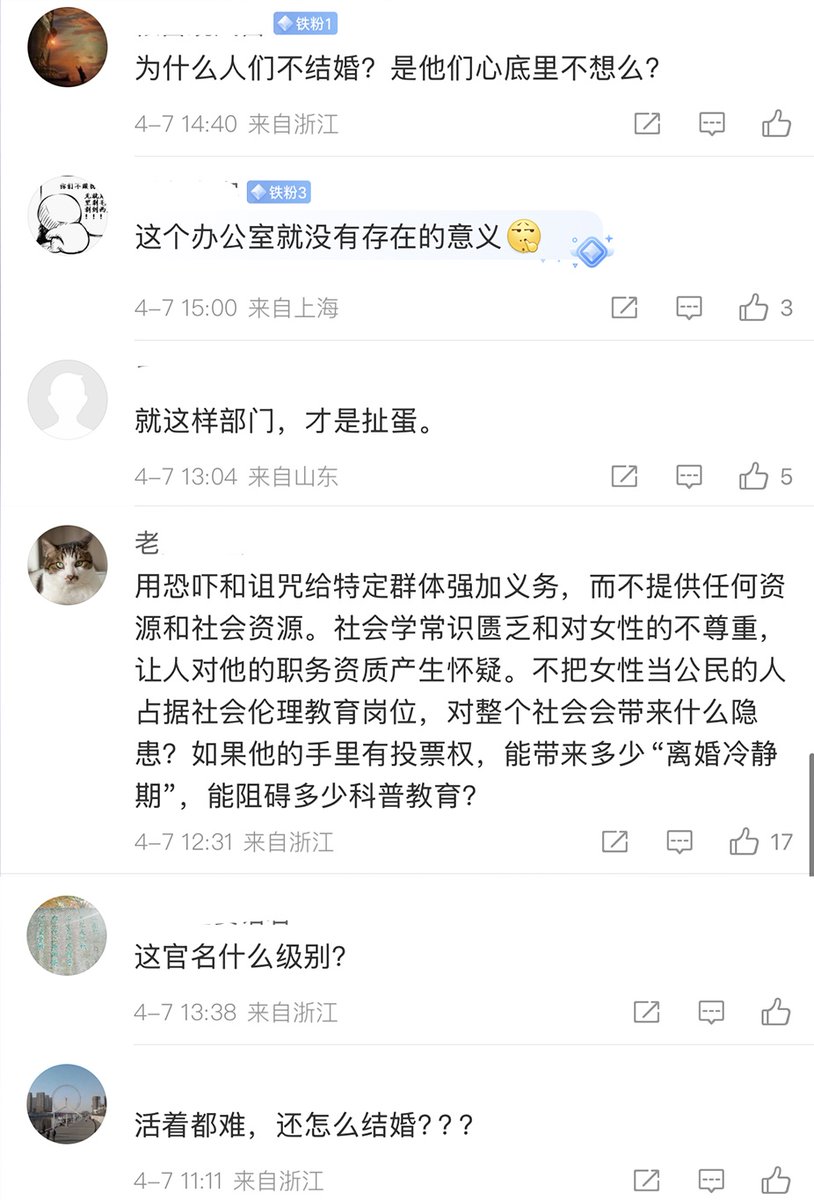 铁粉1
为什么人们不结婚？是他们心底里不想么？
4-7 14:40 来自浙江
铁粉3
这个办公室就没有存在的意义
4-7 15:00 来自上海
3
就这样部门，才是扯蛋。
4-7 13:04 来自山东
5
老
用恐吓和诅咒给特定群体强加义务，而不提供任何资
源和社会资源。社会学常识匮乏和对女性的不尊重，
让人对他的职务资质产生怀疑。不把女性当公民的人
占据社会伦理教育岗位，对整个社会会带来什么隐
患？如果他的手里有投票权，能带来多少“离婚冷静
期”，能阻碍多少科普教育？
4-7 12:31 来自浙江
17
这官名什么级别？
4-7 13:38 来自浙江
活着都难，还怎么结婚？？？
4-7 11:11 来自浙江